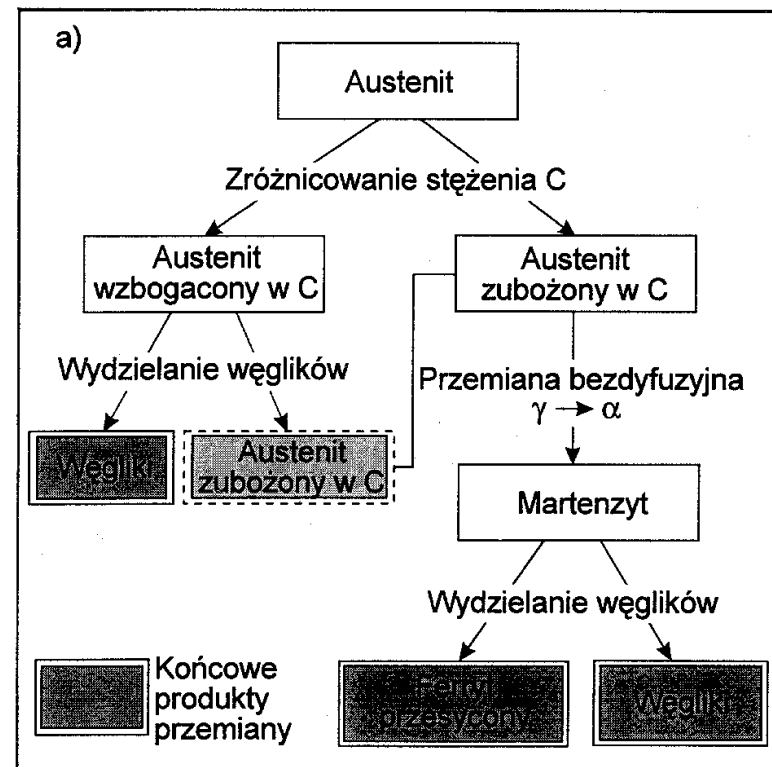 a)
Austenit
Zróżnicowanie stężenia C
Austenit
wzbogacony w C
Austenit
zubożony w C
Wydzielanie węglików
Przemiana bezdyfuzyjna
γ → α
Węgliki
Austenit
zubożony w C
Martenzyt
Wydzielanie węglików
Końcowe
produkty
przemiany
Ferryt
przesycony
Węgliki